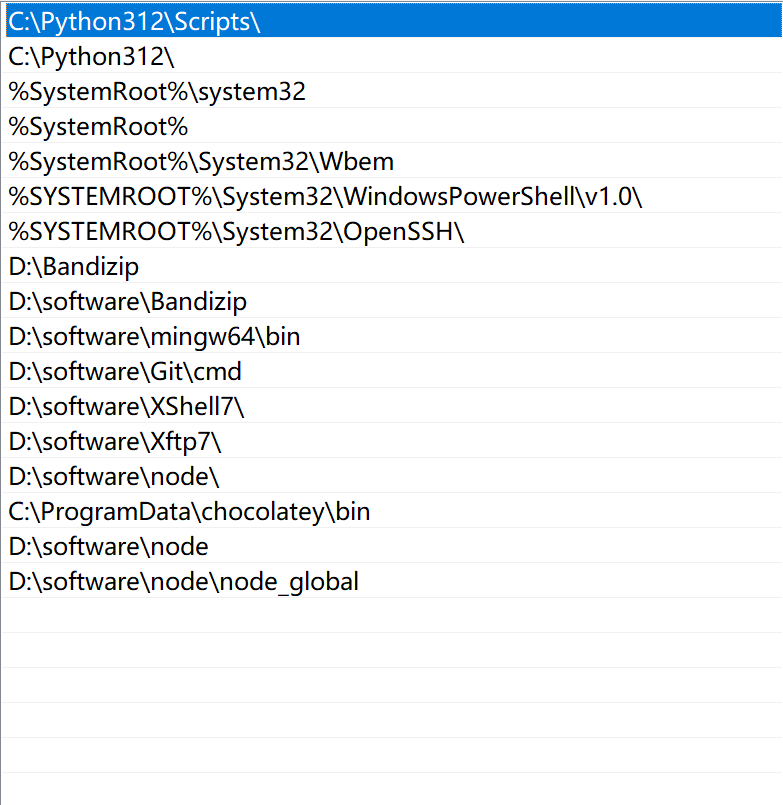 C:\Python312\Scripts\
C:\Python312\
%SystemRoot%\system32
%SystemRoot%
%SystemRoot%\System32\Wbem
%SYSTEMROOT%\System32\WindowsPowerShell\v1.0\
%SYSTEMROOT%\System32\OpenSSH\
D:\Bandizip
D:\software\Bandizip
D:\software\mingw64\bin
D:\software\Git\cmd
D:\software\XShell7\
D:\software\Xftp7\
D:\software\node\
C:\ProgramData\chocolatey\bin
D:\software\node
D:\software\node\node_global